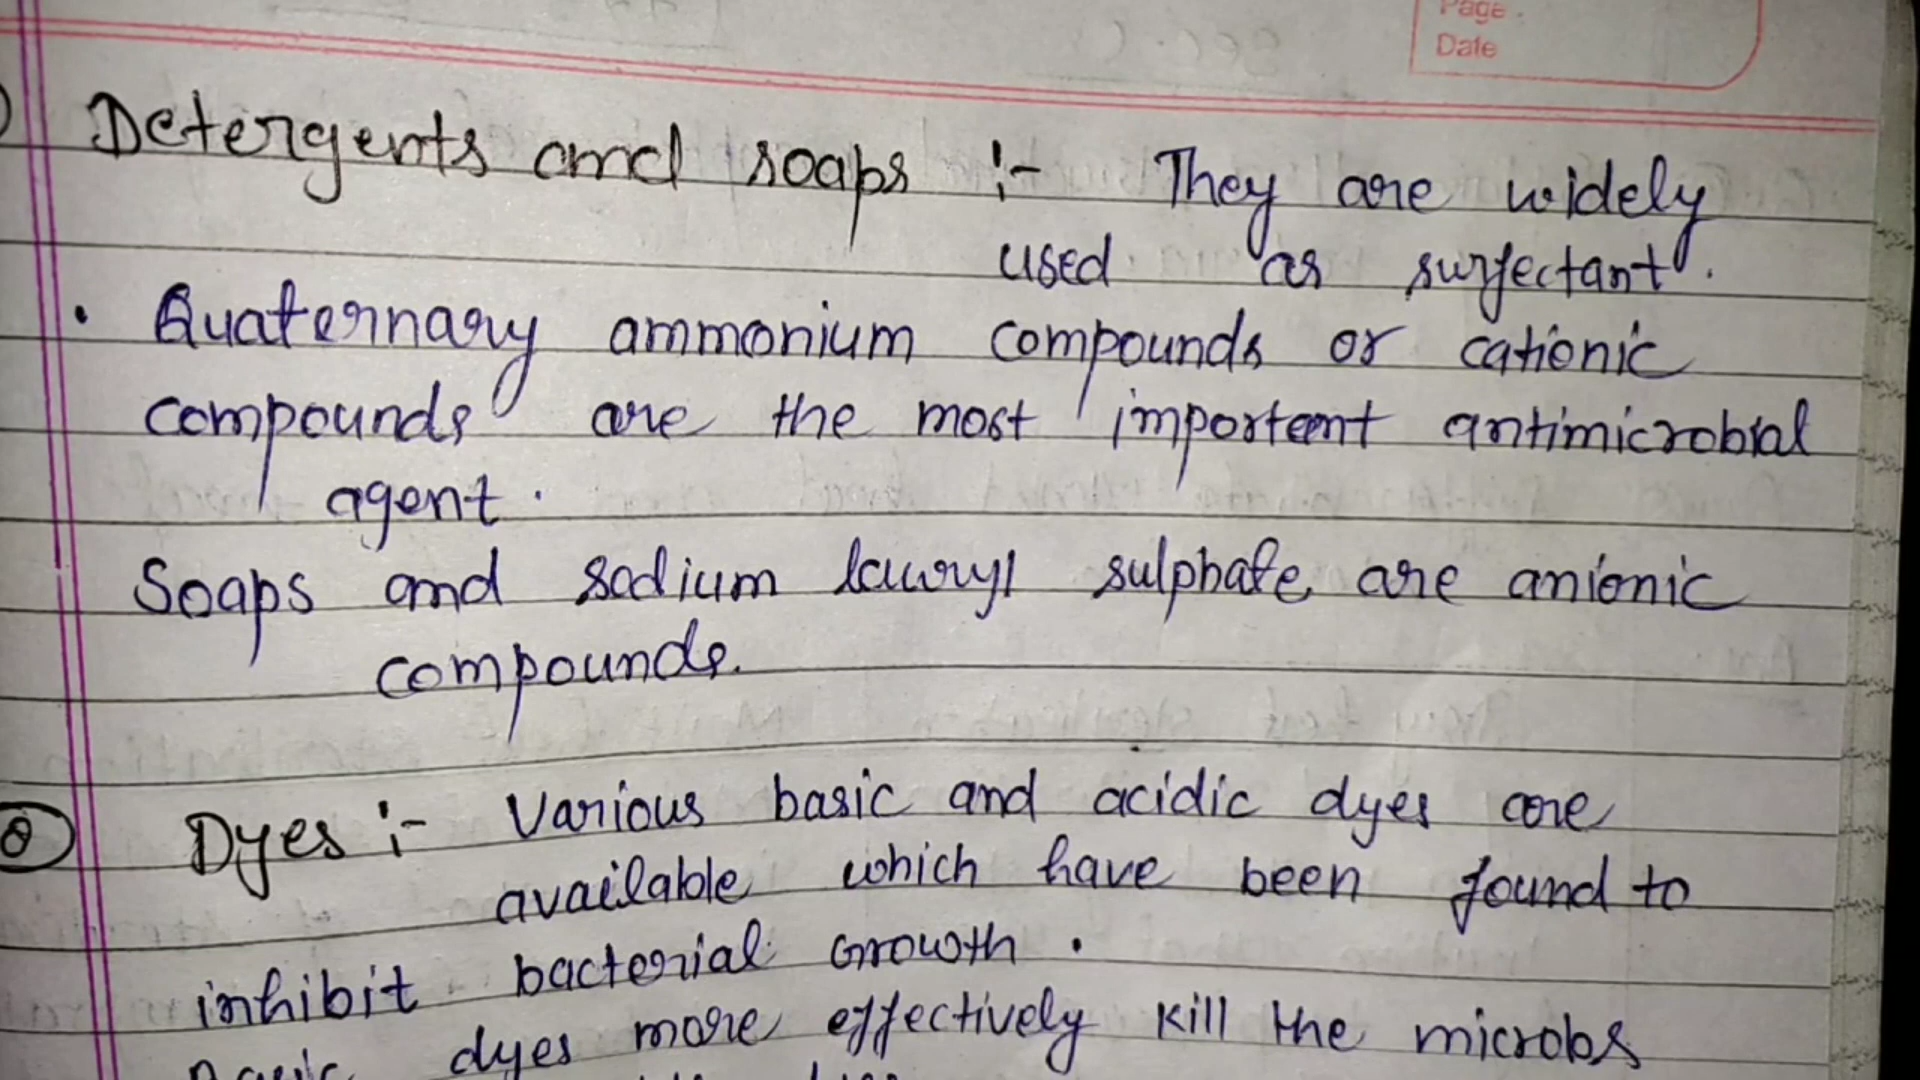 Page.
Date
Detergents and soaps :- They are widely
used as surfectant.
• Quaternary ammonium compounds or cationic
compounds are the most important antimicrobial
agent.
Soaps and sodium lauryl sulphate are anionic
compounds.
Dyes :- Various basic and acidic dyes are
available which have been found to
inhibit bacterial Growth.
Basic dyes more effectively kill the microbs